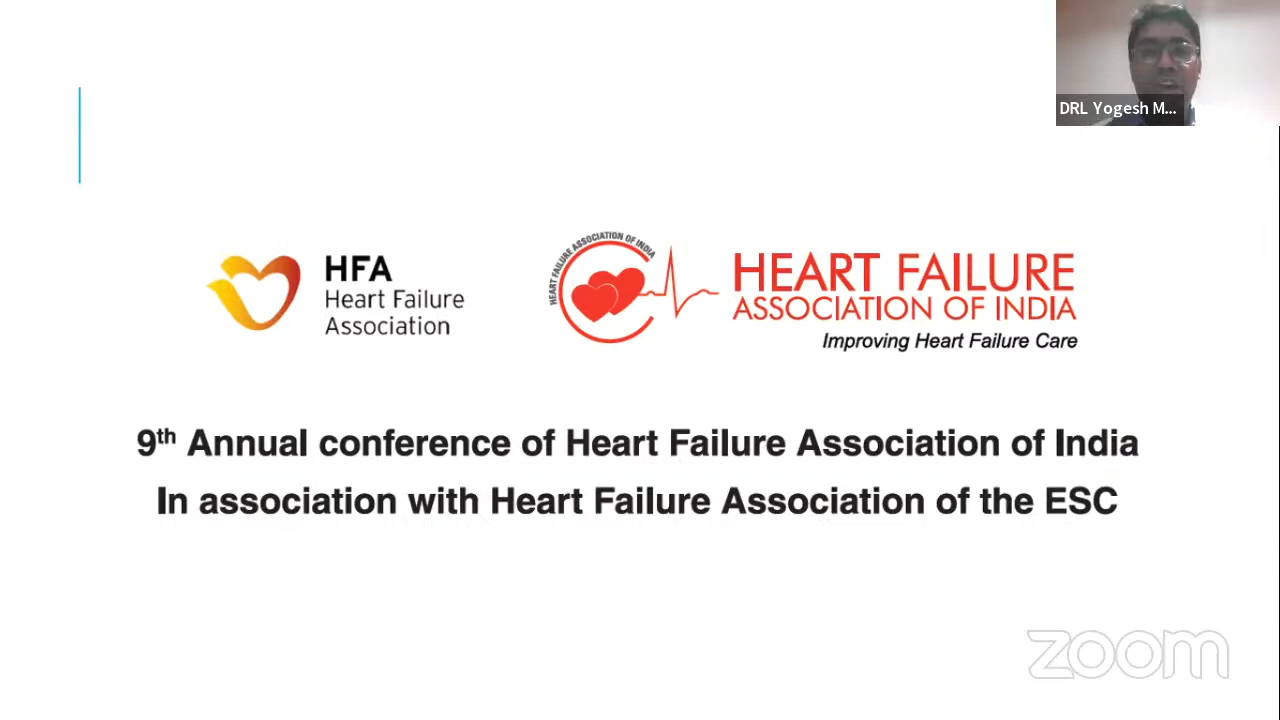 DRL Yogesh M...
HFA
Heart Failure
Association
HEART FAILURE ASSOCIATION OF INDIA
HEART FAILURE
ASSOCIATION OF INDIA
Improving Heart Failure Care
9th Annual conference of Heart Failure Association of India
In association with Heart Failure Association of the ESC
zoom